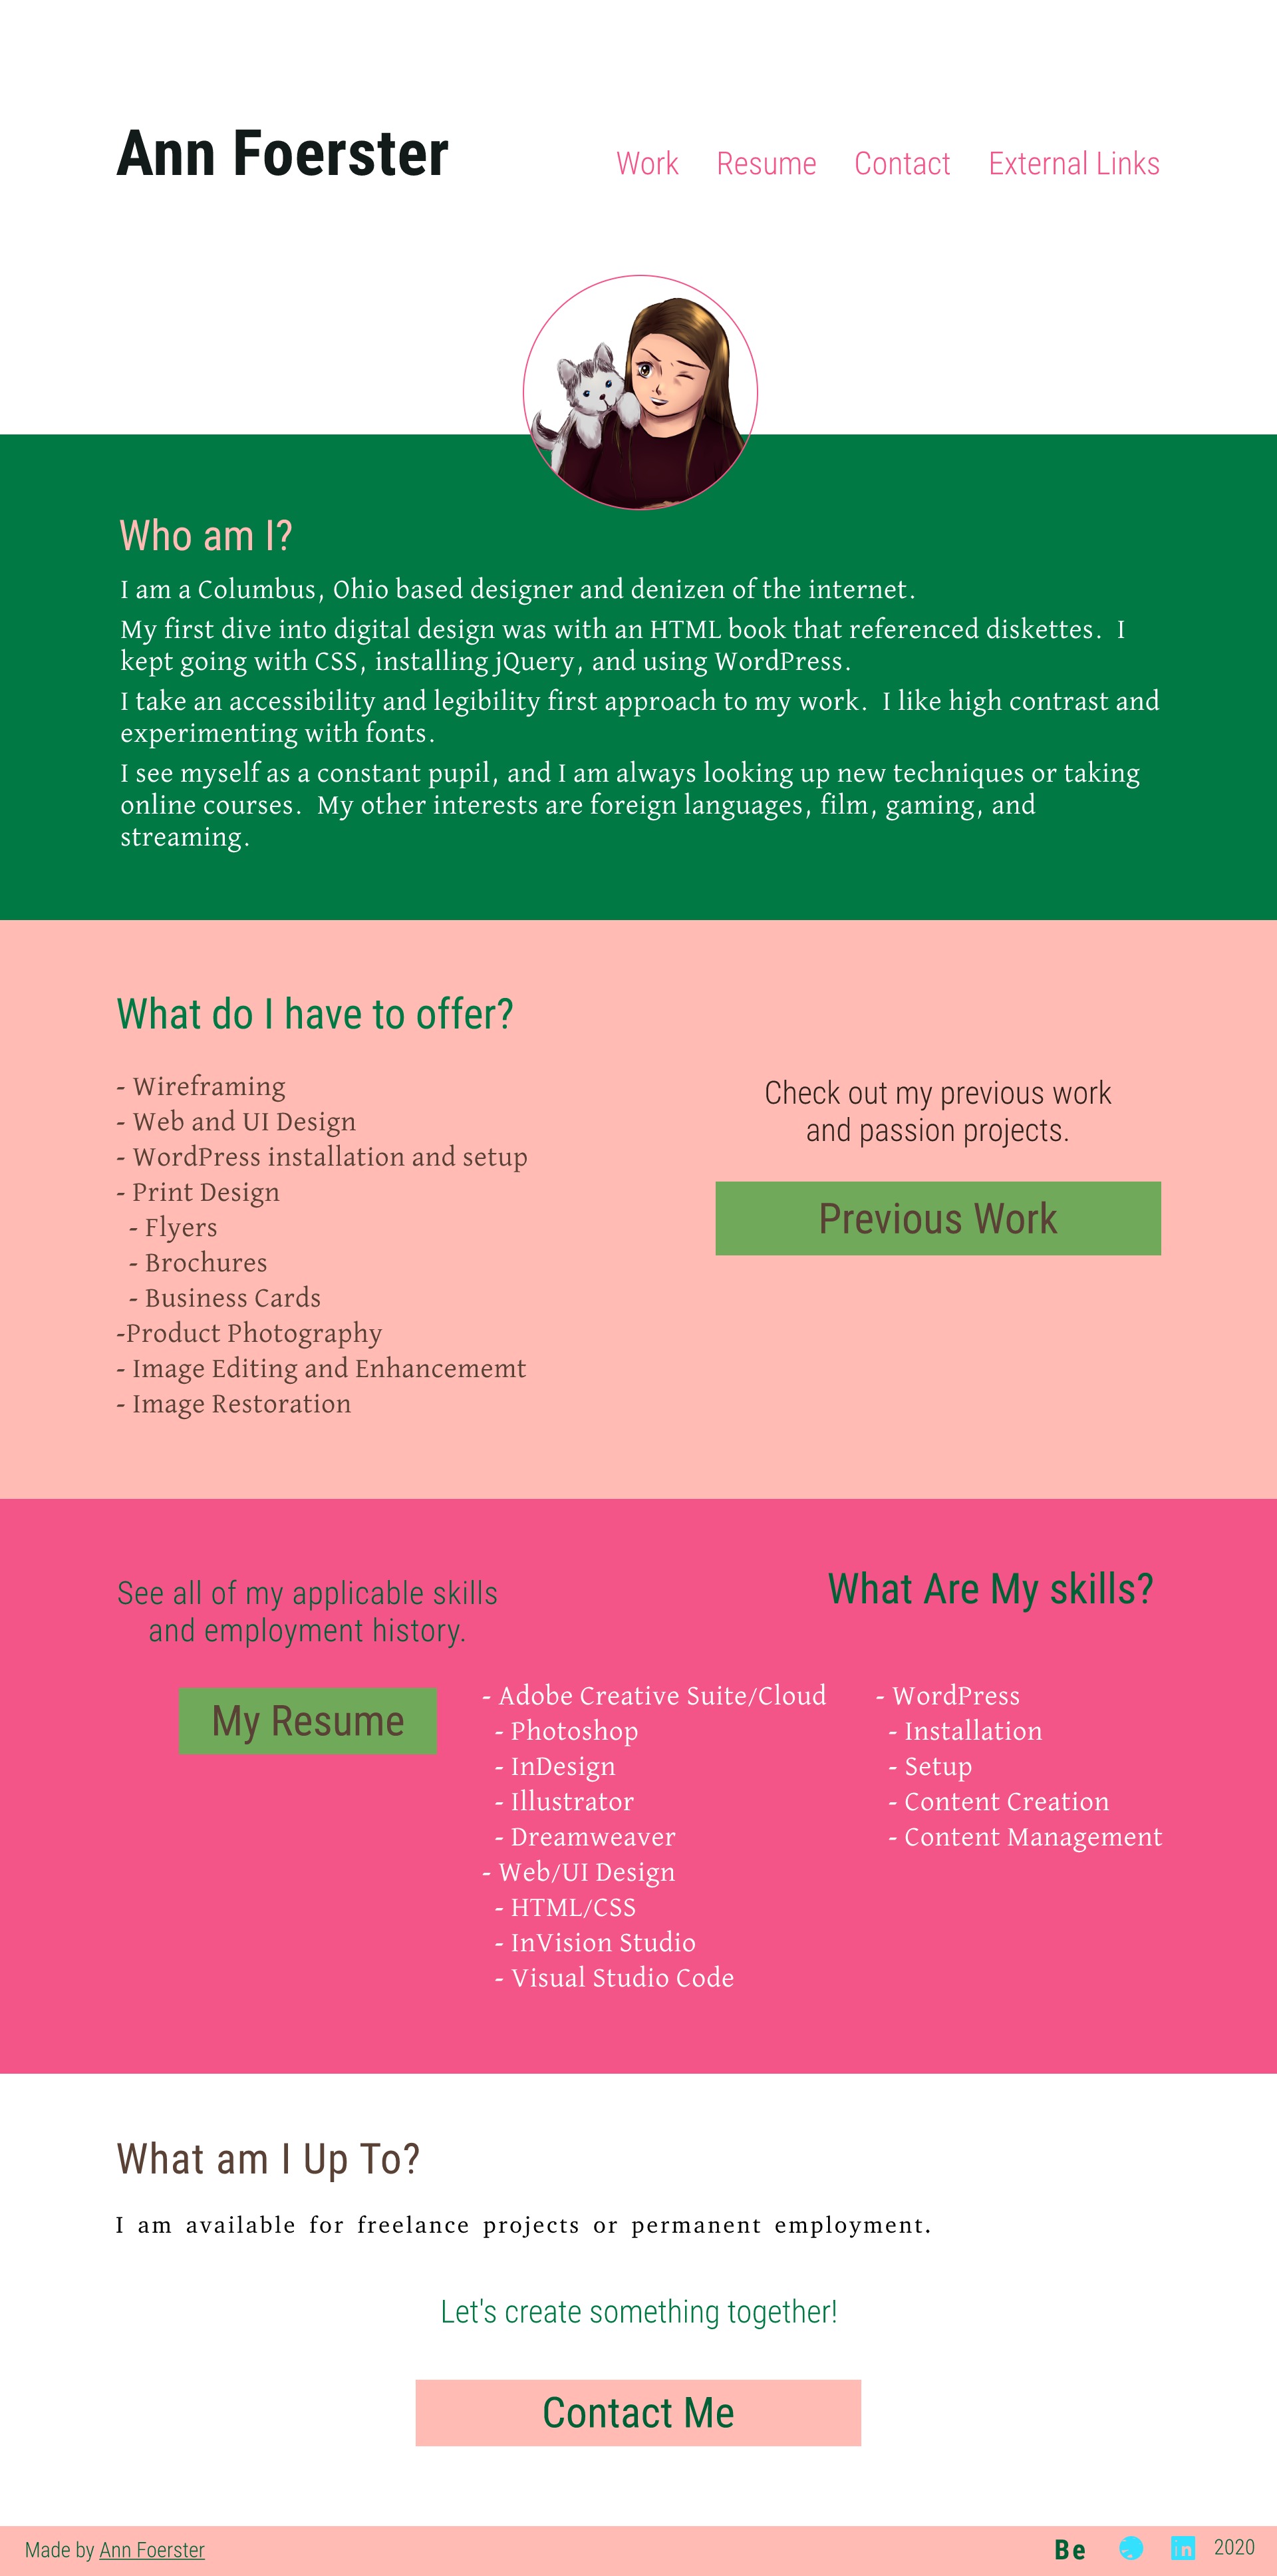 Ann Foerster
Work Resume Contact External Links
Who am I?
I am a Columbus, Ohio based designer and denizen of the internet.
My first dive into digital design was with an HTML book that referenced diskettes. I
kept going with CSS, installing jQuery, and using WordPress.
I take an accessibility and legibility first approach to my work. I like high contrast and
experimenting with fonts.
I see myself as a constant pupil, and I am always looking up new techniques or taking
online courses. My other interests are foreign languages, film, gaming, and
streaming.
What do I have to offer?
- Wireframing
- Web and UI Design
- WordPress installation and setup
- Print Design
- Flyers
- Brochures
- Business Cards
-Product Photography
- Image Editing and Enhancememt
- Image Restoration
Check out my previous work
and passion projects.
Previous Work
See all of my applicable skills
and employment history.
My Resume
What Are My skills?
- Adobe Creative Suite/Cloud
- Photoshop
- InDesign
- Illustrator
- Dreamweaver
- Web/UI Design
- HTML/CSS
- InVision Studio
- Visual Studio Code
- WordPress
- Installation
- Setup
- Content Creation
- Content Management
What am I Up To?
I am available for freelance projects or permanent employment.
Let's create something together!
Contact Me
Made by Ann Foerster
Be in 2020